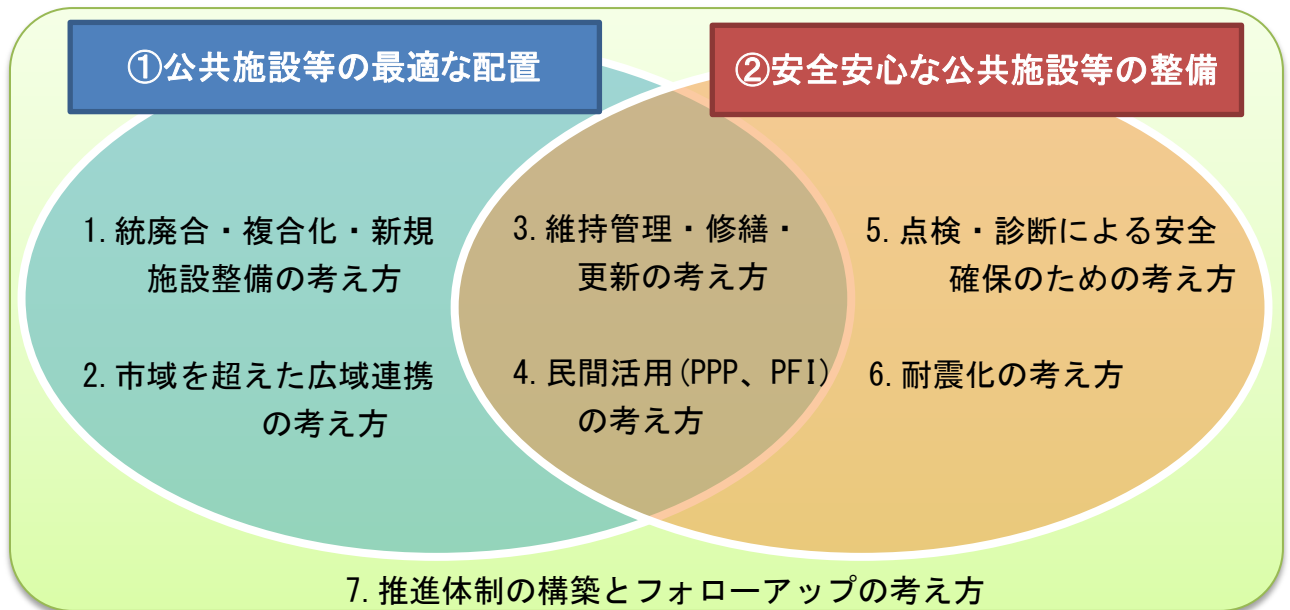 ①公共施設等の最適な配置
②安全安心な公共施設等の整備
1. 統廃合・複合化・新規
施設整備の考え方
2. 市域を超えた広域連携
の考え方
3. 維持管理・修繕・
更新の考え方
4. 民間活用(PPP、PFI)
の考え方
5. 点検・診断による安全
確保のための考え方
6. 耐震化の考え方
7. 推進体制の構築とフォローアップの考え方